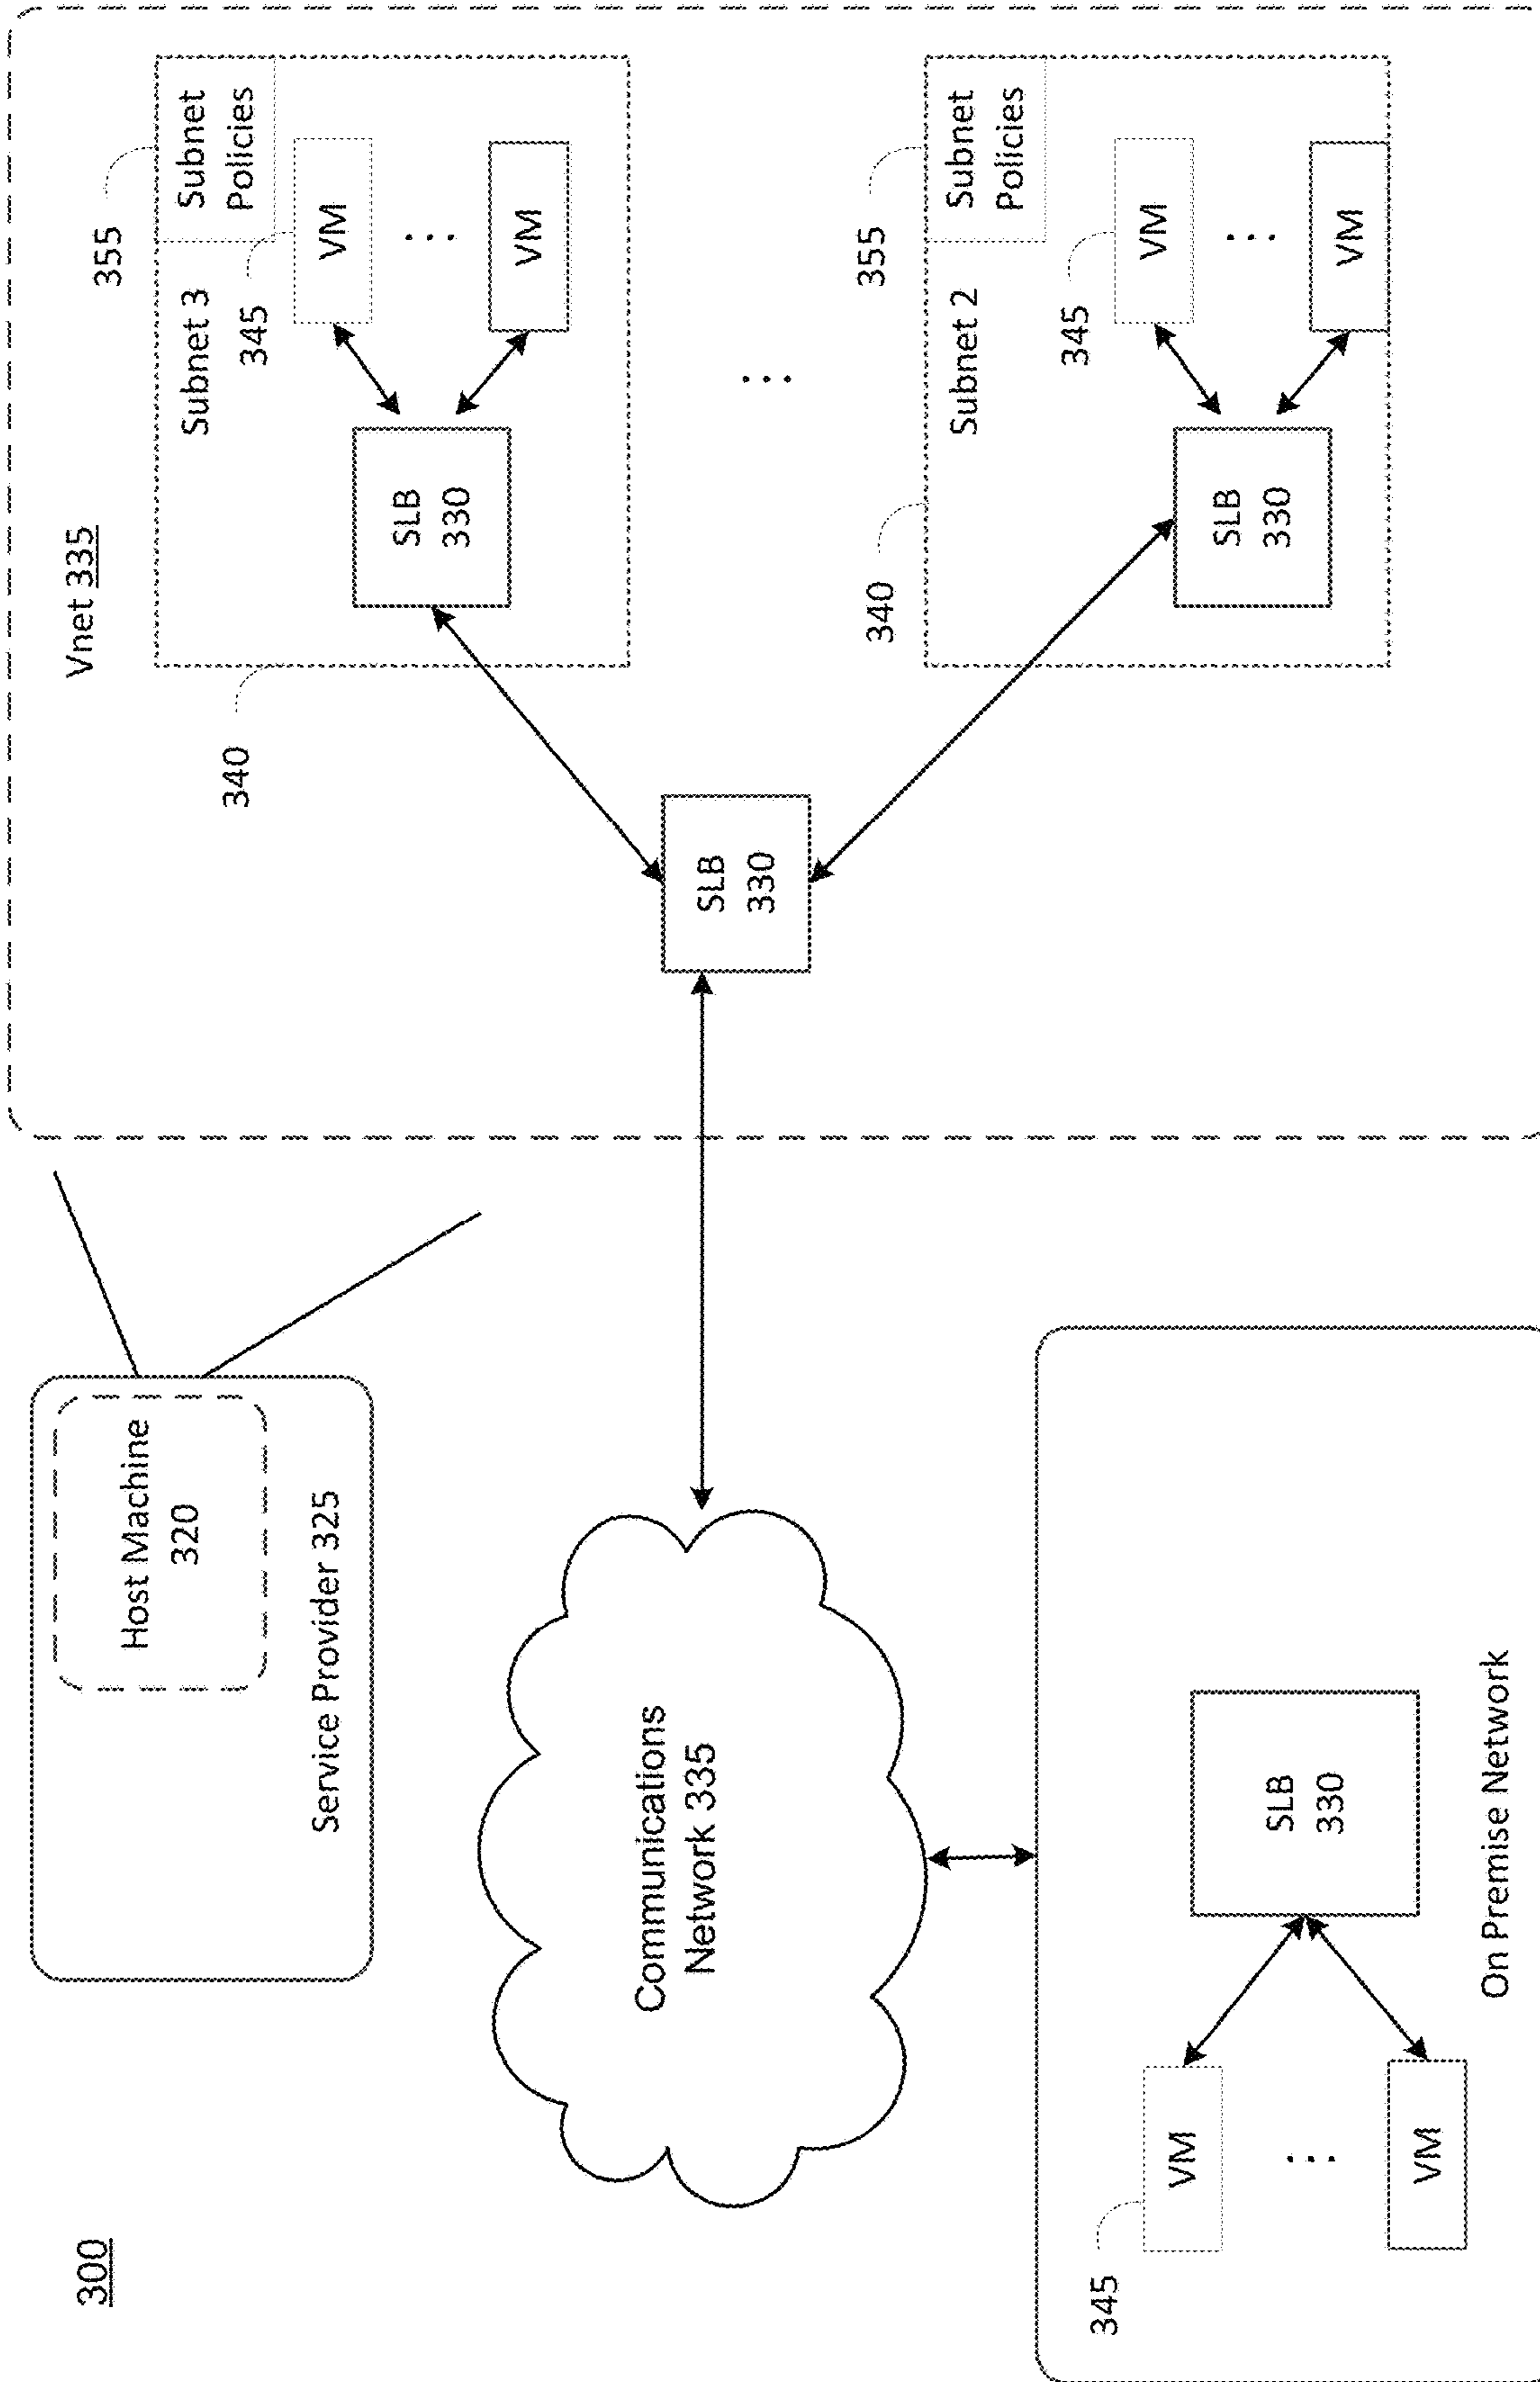 300
Host Machine
320
Service Provider 325
Communications
Network 335
345
VM
...
VM
SLB
330
On Premise Network
Vnet 335
SLB
330
340
Subnet 3
355
Subnet
Policies
345
SLB
330
VM
...
VM
...
340
Subnet 2
355
Subnet
Policies
345
SLB
330
VM
...
VM